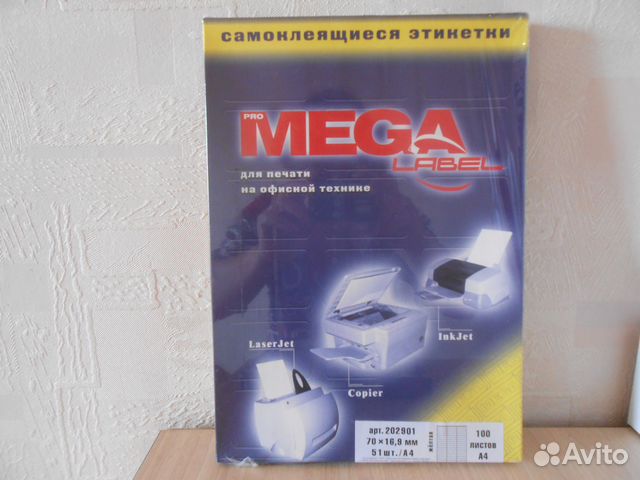 самоклеящиеся этикетки
PRO
MEGA
LABEL
для печати
на офисной технике
InkJet
LaserJet
Copier
арт. 202901
70×16,9 мм
51шт./А4
жёлтая
100
листов
А4
Avito